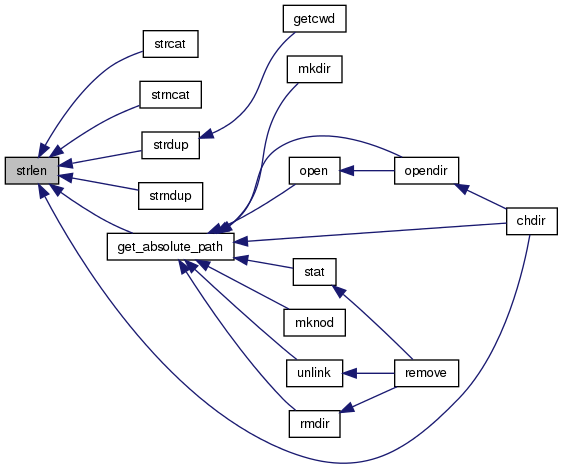 getcwd
strcat
mkdir
strncat
strdup
strlen
open
opendir
strndup
chdir
get_absolute_path
stat
mknod
unlink
remove
rmdir